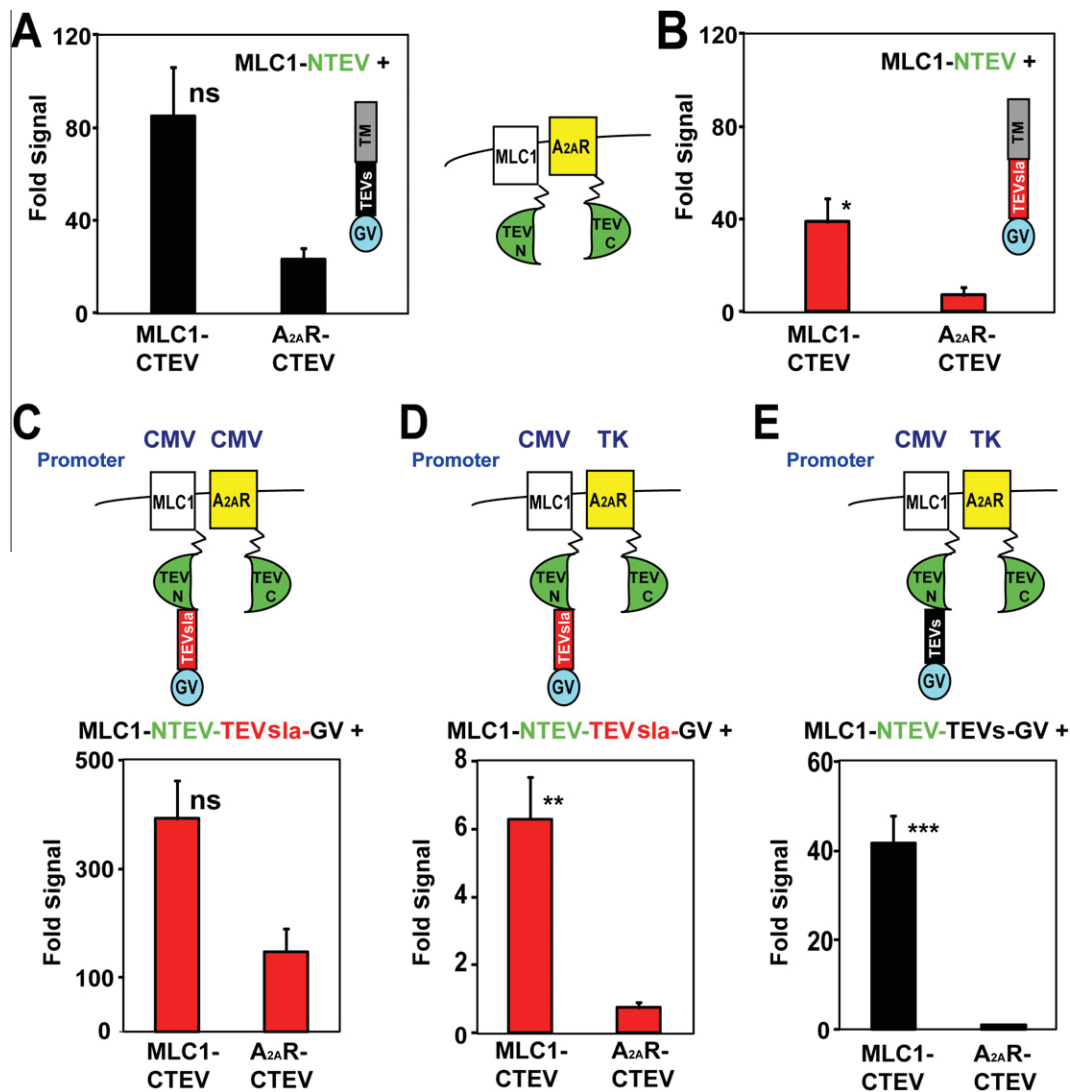 A
120
80
40
0
Fold signal
MLC1-NTEV +
ns
TM
TEVs
GV
MLC1-
CTEV
A2AR-
CTEV
MLC1
A2AR
TEV
N
TEV
C
B
120
80
40
0
Fold signal
MLC1-NTEV +
*
TM
TEVsla
GV
MLC1-
CTEV
A2AR-
CTEV
C
CMV CMV
Promoter
MLC1
A2AR
TEV
N
TEV
C
TEVsla
GV
MLC1-NTEV-TEVsla-GV +
500
300
100
0
Fold signal
ns
MLC1-
CTEV
A2AR-
CTEV
D
CMV TK
Promoter
MLC1
A2AR
TEV
N
TEV
C
TEVsla
GV
MLC1-NTEV-TEVsla-GV +
8
6
4
2
0
Fold signal
**
MLC1-
CTEV
A2AR-
CTEV
E
CMV TK
Promoter
MLC1
A2AR
TEV
N
TEV
C
TEVs
GV
MLC1-NTEV-TEVs-GV +
60
40
20
0
Fold signal
***
MLC1-
CTEV
A2AR-
CTEV